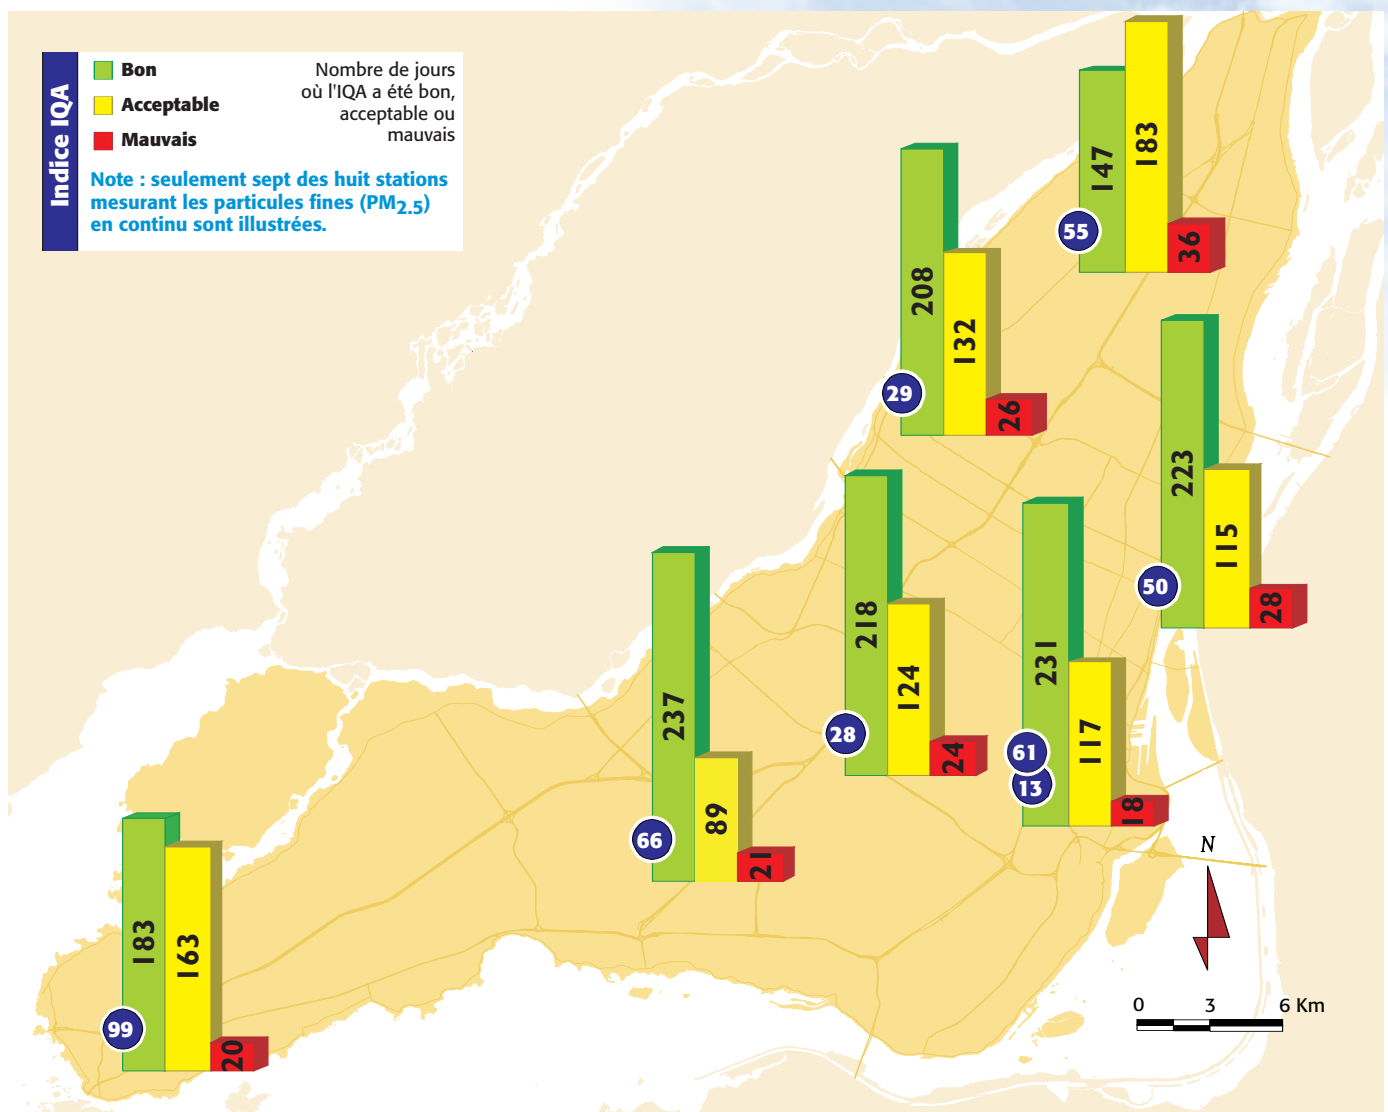 Indice IQA
Bon
Acceptable
Mauvais
Nombre de jours
où l'IQA a été bon,
acceptable ou
mauvais
Note : seulement sept des huit stations
mesurant les particules fines (PM2.5)
en continu sont illustrées.
55
147
183
36
29
208
132
26
50
223
115
28
28
218
124
24
61
13
231
117
18
66
237
89
21
99
183
163
20
N
0 3 6 Km